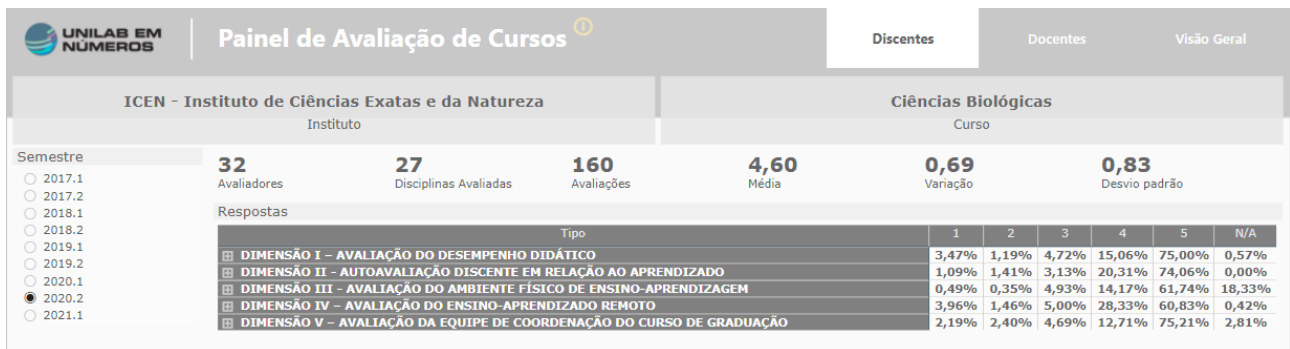 UNILAB EM
NÚMEROS
Painel de Avaliação de Cursos
Discentes Docentes Visão Geral
ICEN - Instituto de Ciências Exatas e da Natureza
Instituto
Ciências Biológicas
Curso
Semestre
2017.1
2017.2
2018.1
2018.2
2019.1
2019.2
2020.1
2020.2
2021.1
32 27 160 4,60 0,69 0,83
Avaliadores Disciplinas Avaliadas Avaliações Média Variação Desvio padrão
Respostas
Tipo 1 2 3 4 5 N/A
DIMENSÃO I – AVALIAÇÃO DO DESEMPENHO DIDÁTICO 3,47% 1,19% 4,72% 15,06% 75,00% 0,57%
DIMENSÃO II - AUTOAVALIAÇÃO DISCENTE EM RELAÇÃO AO APRENDIZADO 1,09% 1,41% 3,13% 20,31% 74,06% 0,00%
DIMENSÃO III - AVALIAÇÃO DO AMBIENTE FÍSICO DE ENSINO-APRENDIZAGEM 0,49% 0,35% 4,93% 14,17% 61,74% 18,33%
DIMENSÃO IV – AVALIAÇÃO DO ENSINO-APRENDIZADO REMOTO 3,96% 1,46% 5,00% 28,33% 60,83% 0,42%
DIMENSÃO V – AVALIAÇÃO DA EQUIPE DE COORDENAÇÃO DO CURSO DE GRADUAÇÃO 2,19% 2,40% 4,69% 12,71% 75,21% 2,81%